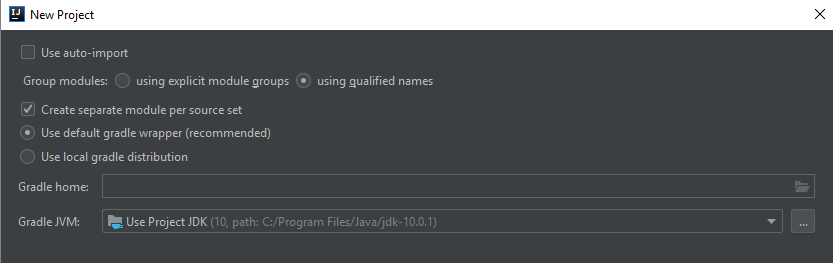 IJ New Project
Use auto-import
Group modules: using explicit module groups using qualified names
Create separate module per source set
Use default gradle wrapper (recommended)
Use local gradle distribution
Gradle home:
Gradle JVM: Use Project JDK (10, path: C:/Program Files/Java/jdk-10.0.1) ...